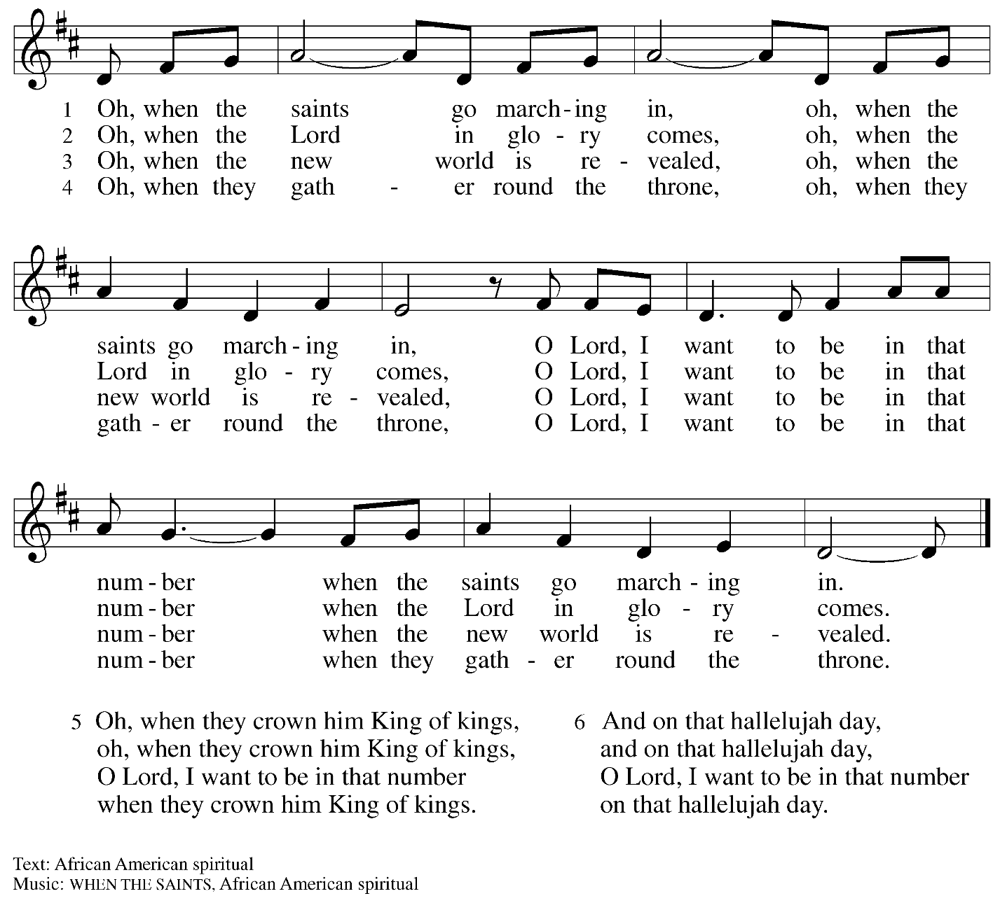 1 Oh, when the saints go march-ing in, oh, when the
2 Oh, when the Lord in glo - ry comes, oh, when the
3 Oh, when the new world is re - vealed, oh, when the
4 Oh, when they gath - er round the throne, oh, when they
saints go march - ing in, O Lord, I want to be in that
Lord in glo - ry comes, O Lord, I want to be in that
new world is re - vealed, O Lord, I want to be in that
gath - er round the throne, O Lord, I want to be in that
num - ber when the saints go march - ing in.
num - ber when the Lord in glo - ry comes.
num - ber when the new world is re - vealed.
num - ber when they gath - er round the throne.
5 Oh, when they crown him King of kings,
oh, when they crown him King of kings,
O Lord, I want to be in that number
when they crown him King of kings.
6 And on that hallelujah day,
and on that hallelujah day,
O Lord, I want to be in that number
on that hallelujah day.
Text: African American spiritual
Music: WHEN THE SAINTS, African American spiritual